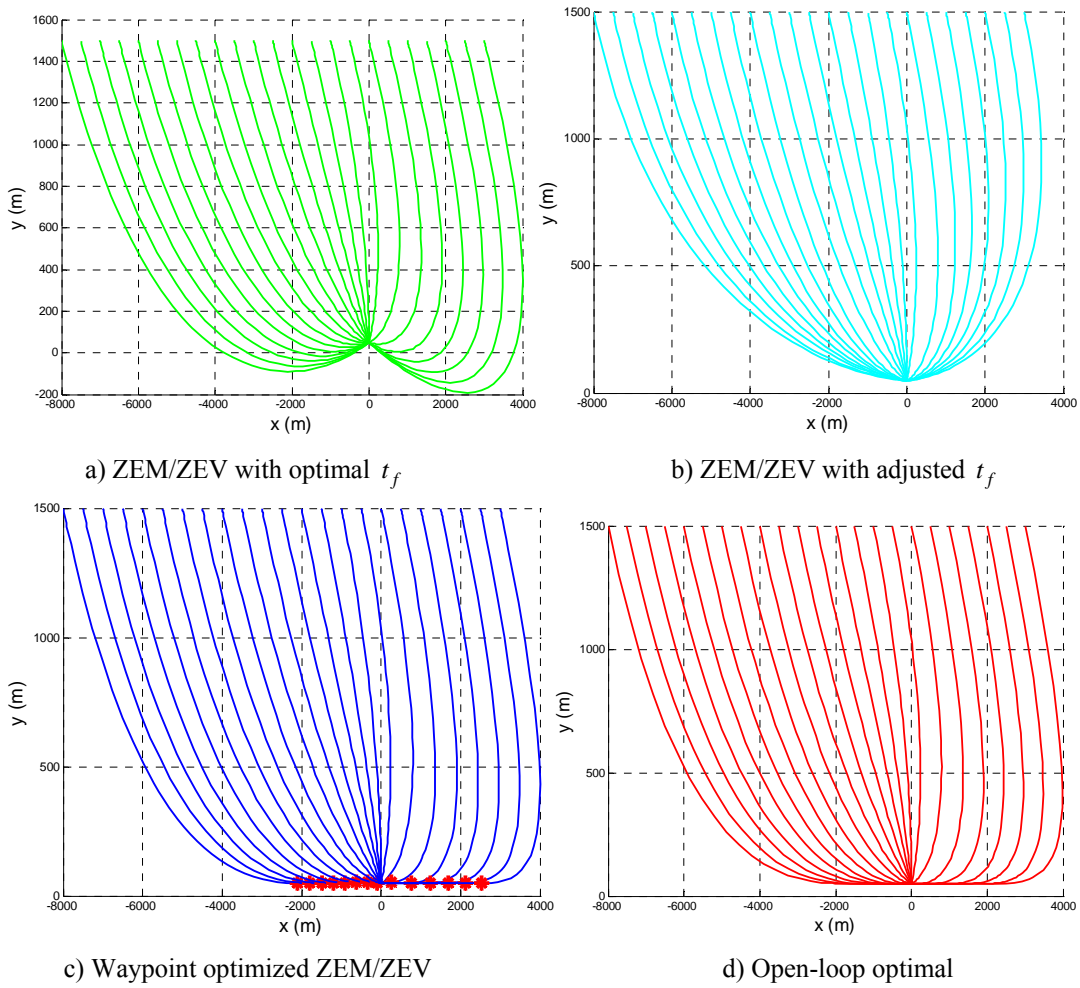 1600
1400
1200
1000
800
600
400
200
0
-200
y (m)
-8000 -6000 -4000 -2000 0 2000 4000
x (m)
a) ZEM/ZEV with optimal t_f
1500
1000
500
0
y (m)
-8000 -6000 -4000 -2000 0 2000 4000
x (m)
b) ZEM/ZEV with adjusted t_f
1500
1000
500
0
y (m)
-8000 -6000 -4000 -2000 0 2000 4000
x (m)
c) Waypoint optimized ZEM/ZEV
1500
1000
500
0
y (m)
-8000 -6000 -4000 -2000 0 2000 4000
x (m)
d) Open-loop optimal